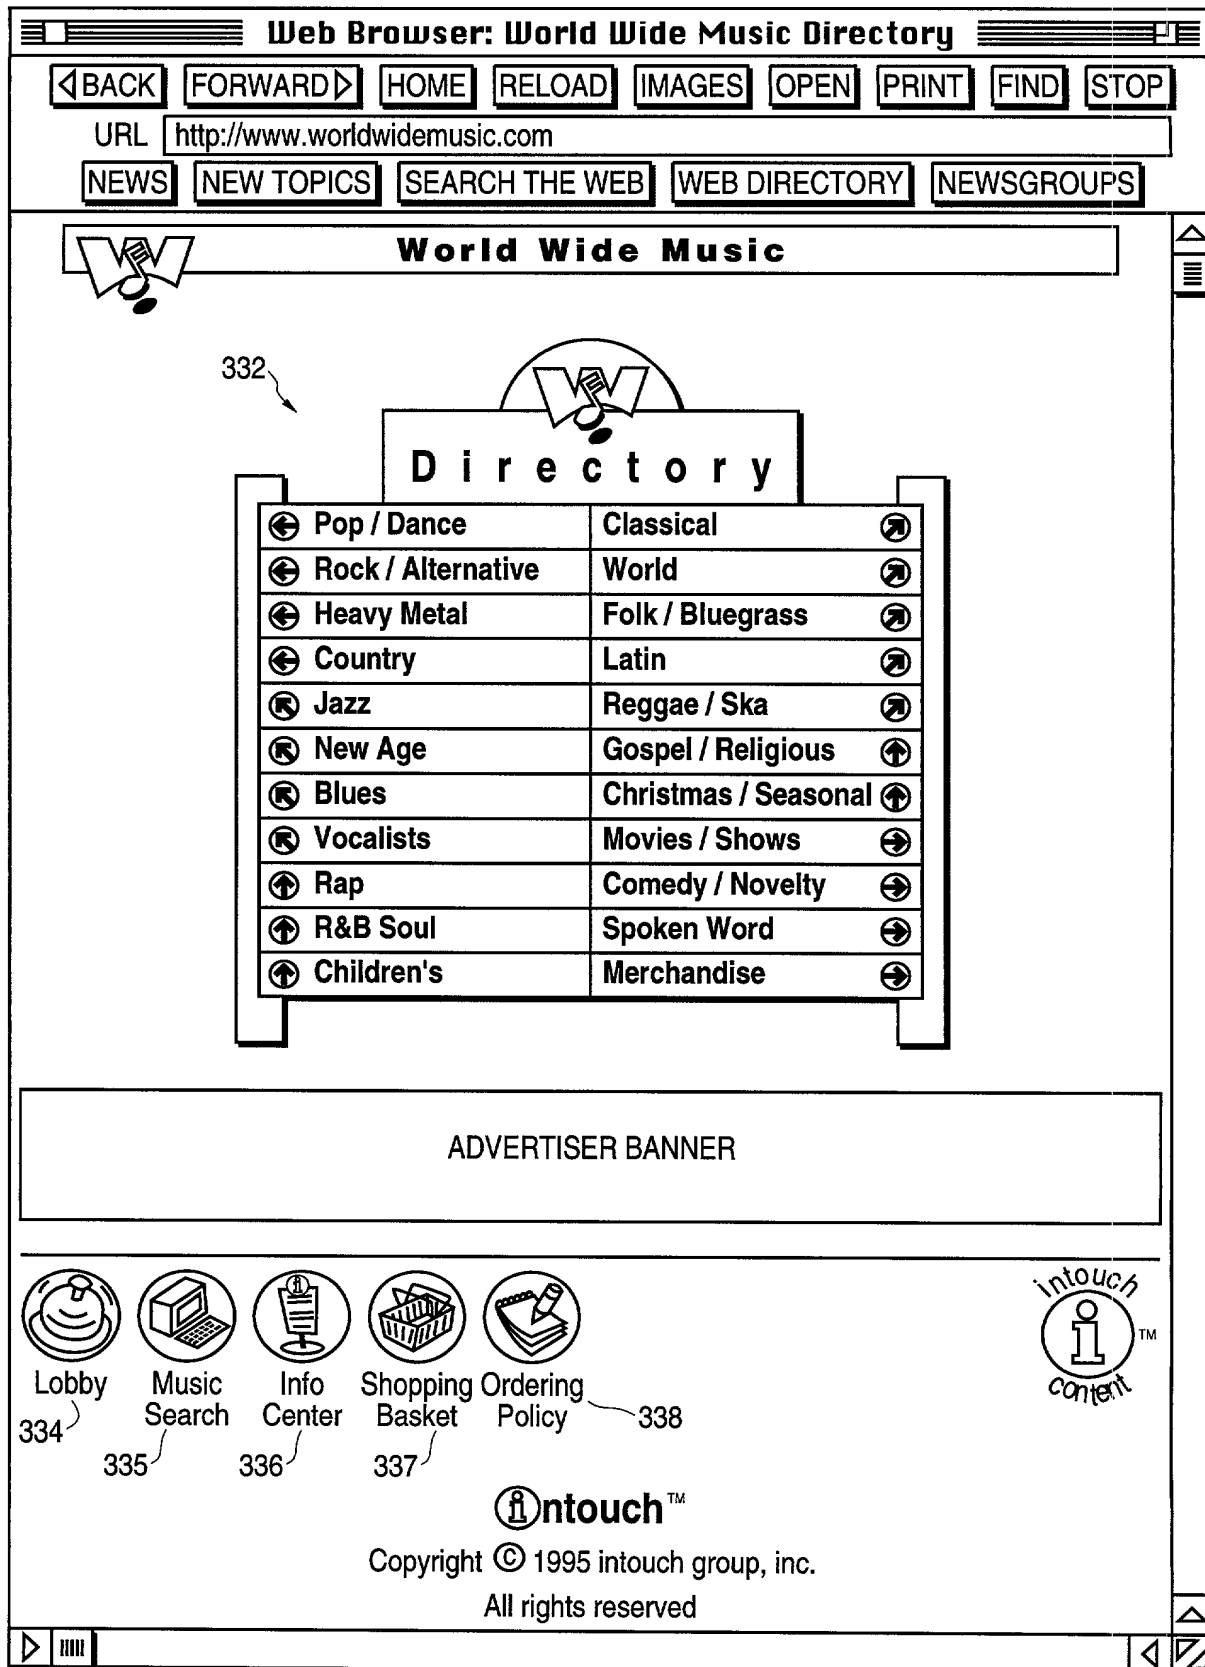 Web Browser: World Wide Music Directory
BACK FORWARD HOME RELOAD IMAGES OPEN PRINT FIND STOP
URL http://www.worldwidemusic.com
NEWS NEW TOPICS SEARCH THE WEB WEB DIRECTORY NEWSGROUPS
World Wide Music
332
Directory
Pop / Dance Classical
Rock / Alternative World
Heavy Metal Folk / Bluegrass
Country Latin
Jazz Reggae / Ska
New Age Gospel / Religious
Blues Christmas / Seasonal
Vocalists Movies / Shows
Rap Comedy / Novelty
R&B Soul Spoken Word
Children's Merchandise
ADVERTISER BANNER
intouch
i TM
content
Lobby Music Search Info Center Shopping Basket Ordering Policy
334 335 336 337 338
intouch™
Copyright © 1995 intouch group, inc.
All rights reserved